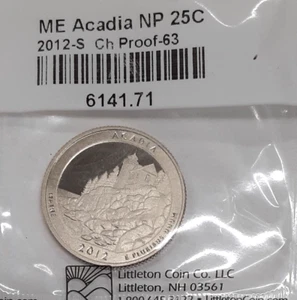 ME Acadia NP 25C
2012-S Ch Proof-63
6141.71
ACADIA
2012
E PLURIBUS UNUM
Littleton Coin Co. LLC
Littleton, NH 03561